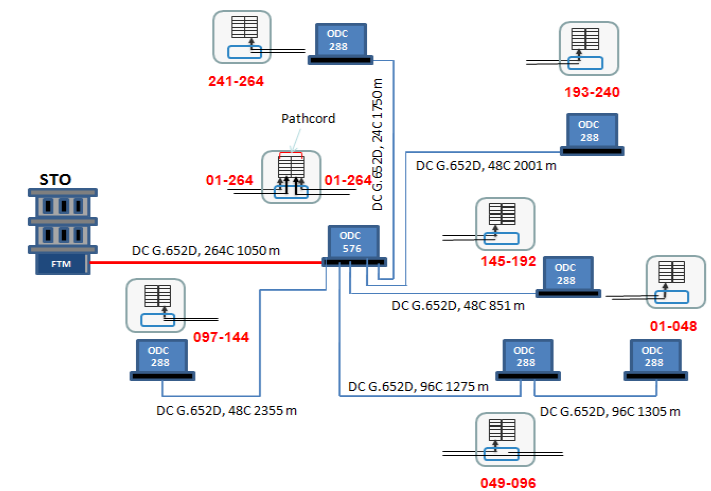 ODC
288
241-264
DC G.652D, 24C 1750 m
193-240
ODC
288
Pathcord
DC G.652D, 48C 2001 m
STO
01-264
01-264
FTM
DC G.652D, 264C 1050 m
ODC
576
145-192
ODC
288
DC G.652D, 48C 851 m
01-048
097-144
ODC
288
ODC
288
ODC
288
DC G.652D, 96C 1275 m
DC G.652D, 48C 2355 m
DC G.652D, 96C 1305 m
049-096